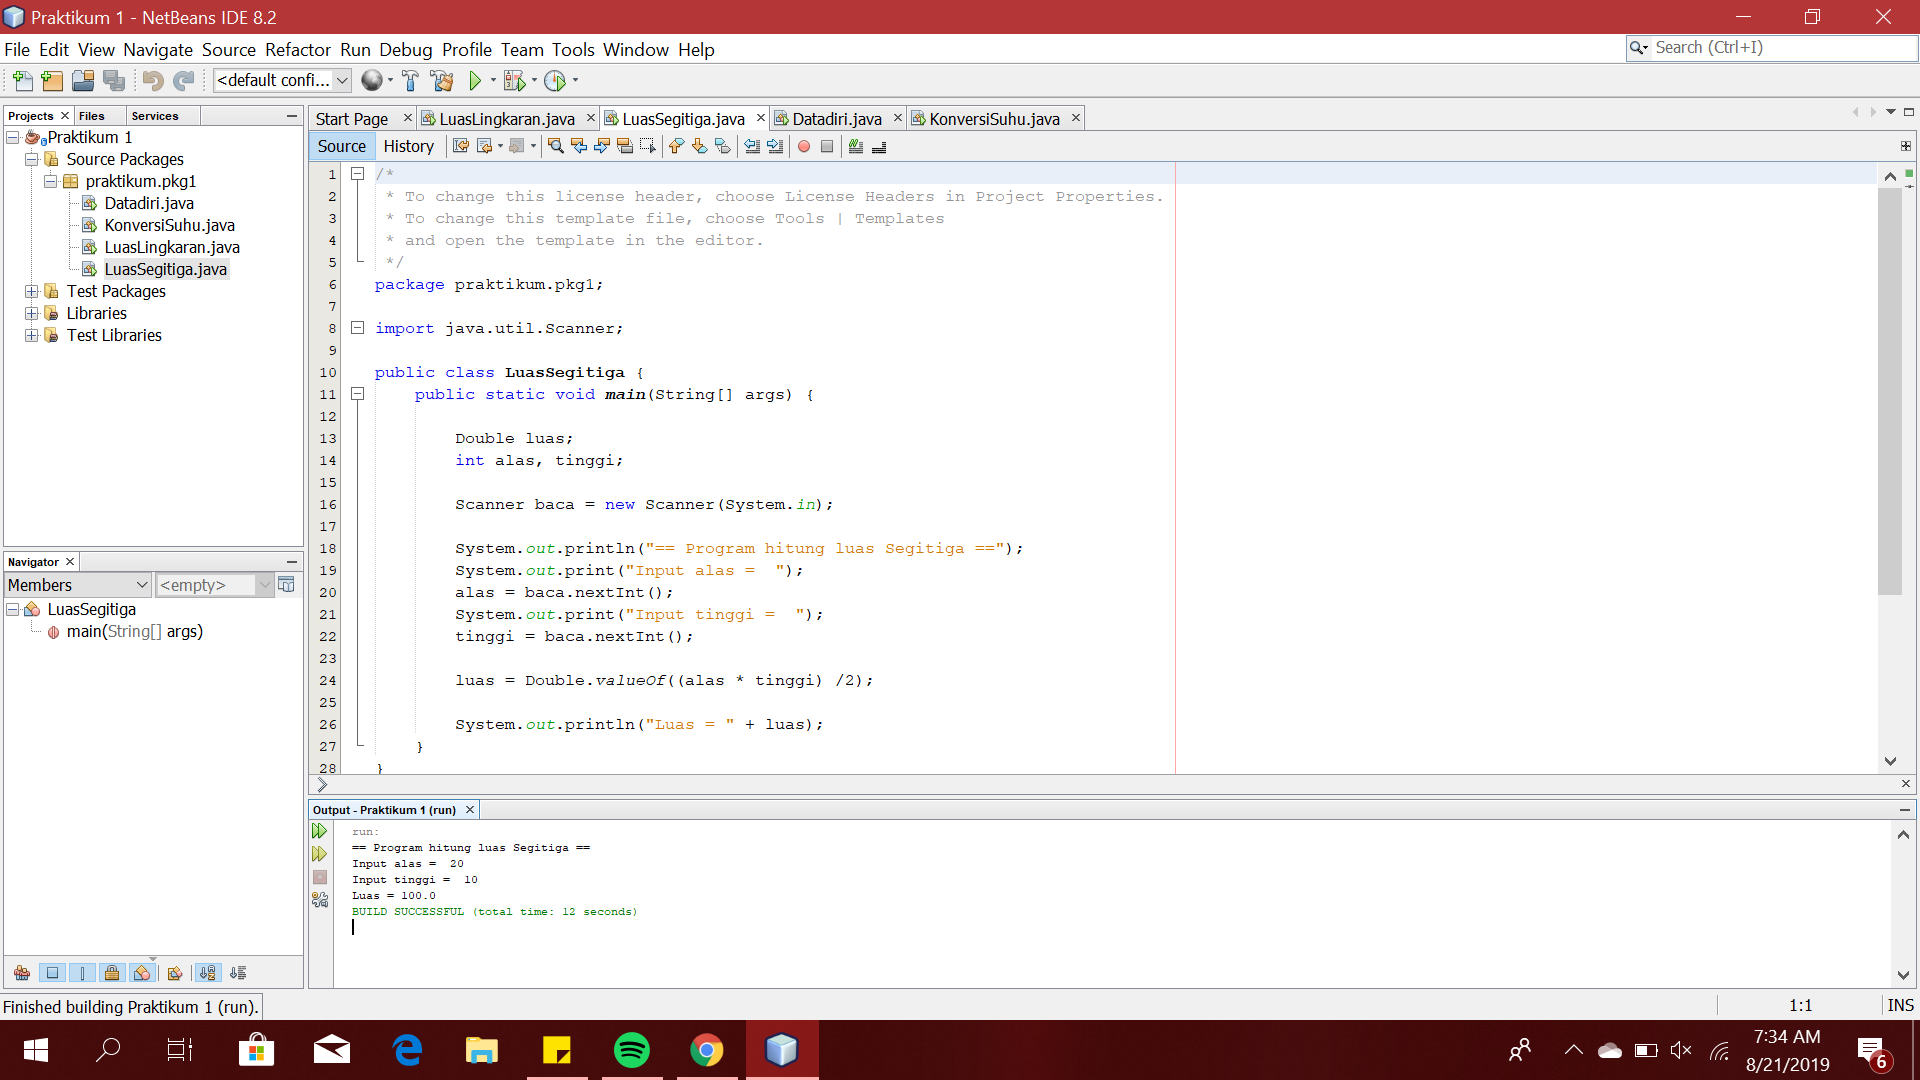 Praktikum 1 - NetBeans IDE 8.2
File Edit View Navigate Source Refactor Run Debug Profile Team Tools Window Help
Search (Ctrl+I)
<default confi...
Projects Files Services
Praktikum 1
Source Packages
praktikum.pkg1
Datadiri.java
KonversiSuhu.java
LuasLingkaran.java
LuasSegitiga.java
Test Packages
Libraries
Test Libraries
Navigator
Members <empty>
LuasSegitiga
main(String[] args)
Start Page LuasLingkaran.java LuasSegitiga.java Datadiri.java KonversiSuhu.java
Source History
1 /*
2 * To change this license header, choose License Headers in Project Properties.
3 * To change this template file, choose Tools | Templates
4 * and open the template in the editor.
5 */
6 package praktikum.pkg1;
7
8 import java.util.Scanner;
9
10 public class LuasSegitiga {
11 public static void main(String[] args) {
12
13 Double luas;
14 int alas, tinggi;
15
16 Scanner baca = new Scanner(System.in);
17
18 System.out.println("== Program hitung luas Segitiga ==");
19 System.out.print("Input alas =  ");
20 alas = baca.nextInt();
21 System.out.print("Input tinggi =  ");
22 tinggi = baca.nextInt();
23
24 luas = Double.valueOf((alas * tinggi) /2);
25
26 System.out.println("Luas = " + luas);
27 }
28 }
Output - Praktikum 1 (run)
run:
== Program hitung luas Segitiga ==
Input alas =  20
Input tinggi =  10
Luas = 100.0
BUILD SUCCESSFUL (total time: 12 seconds)
Finished building Praktikum 1 (run).
1:1 INS
7:34 AM
8/21/2019
6